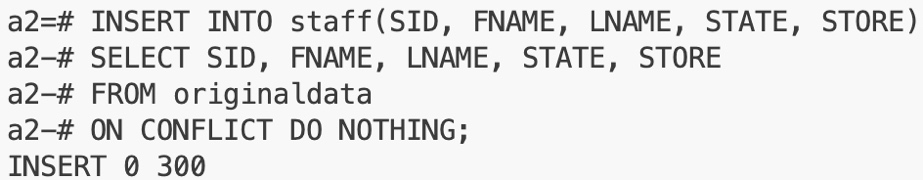 a2=# INSERT INTO staff(SID, FNAME, LNAME, STATE, STORE)
a2-# SELECT SID, FNAME, LNAME, STATE, STORE
a2-# FROM originaldata
a2-# ON CONFLICT DO NOTHING;
INSERT 0 300